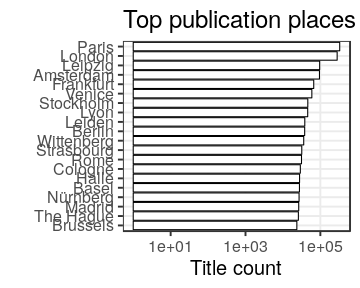 Top publication places
Paris
London
Leipzig
Amsterdam
Frankfurt
Venice
Stockholm
Lyon
Leiden
Berlin
Wittenberg
Strasbourg
Rome
Cologne
Halle
Basel
Nürnberg
Madrid
The Hague
Brussels
1e+01 1e+03 1e+05
Title count